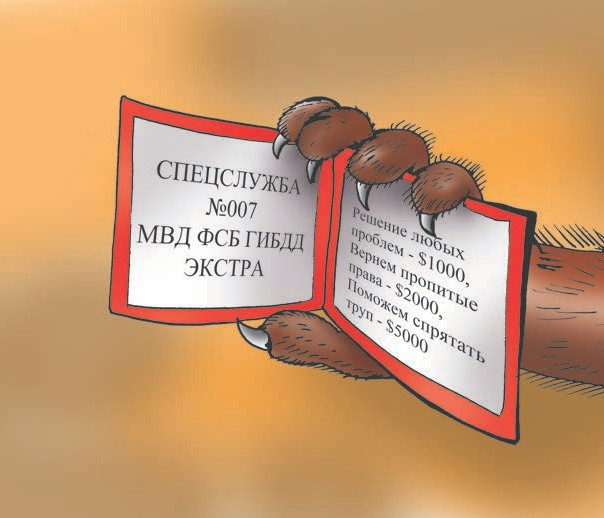 СПЕЦСЛУЖБА
№007
МВД ФСБ ГИБДД
ЭКСТРА
Решение любых
проблем - $1000,
Вернем пропитые
права - $2000,
Поможем спрятать
труп - $5000